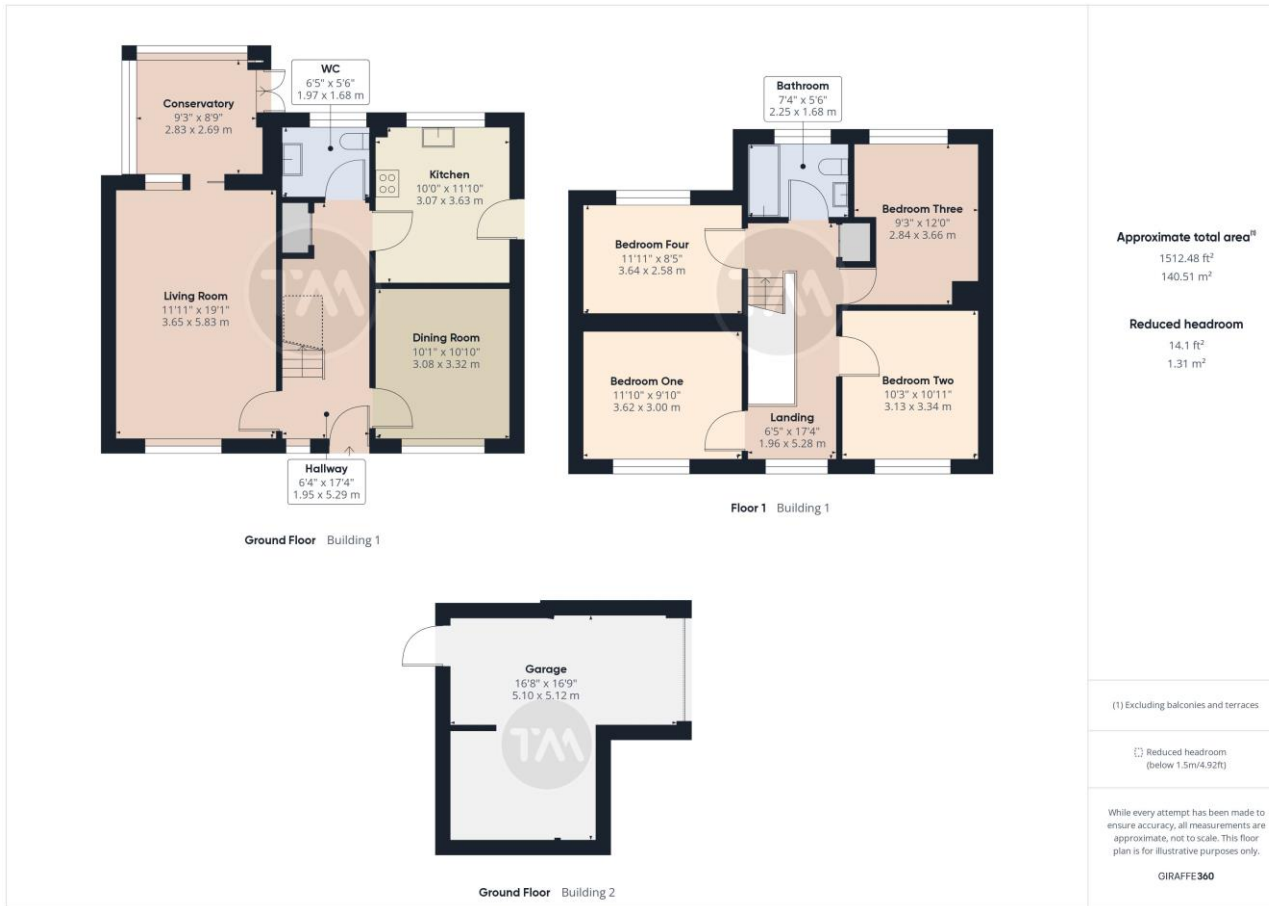 WC
6'5" x 5'6"
1.97 x 1.68 m
Conservatory
9'3" x 8'9"
2.83 x 2.69 m
Kitchen
10'0" x 11'10"
3.07 x 3.63 m
Living Room
11'11" x 19'1"
3.65 x 5.83 m
TM
Dining Room
10'1" x 10'10"
3.08 x 3.32 m
Hallway
6'4" x 17'4"
1.95 x 5.29 m
Ground Floor Building 1
Bathroom
7'4" x 5'6"
2.25 x 1.68 m
Bedroom Three
9'3" x 12'0"
2.84 x 3.66 m
Bedroom Four
11'11" x 8'5"
3.64 x 2.58 m
TM
Bedroom One
11'10" x 9'10"
3.62 x 3.00 m
Bedroom Two
10'3" x 10'11"
3.13 x 3.34 m
Landing
6'5" x 17'4"
1.96 x 5.28 m
Floor 1 Building 1
Garage
16'8" x 16'9"
5.10 x 5.12 m
TM
Ground Floor Building 2
Approximate total area(1)
1512.48 ft²
140.51 m²
Reduced headroom
14.1 ft²
1.31 m²
(1) Excluding balconies and terraces
Reduced headroom
(below 1.5m/4.92ft)
While every attempt has been made to
ensure accuracy, all measurements are
approximate, not to scale. This floor
plan is for illustrative purposes only.
GIRAFFE360